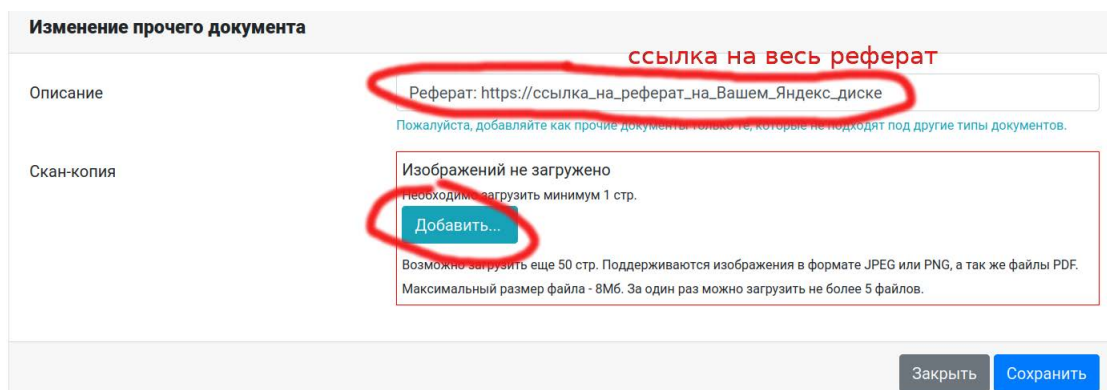 Изменение прочего документа
ссылка на весь реферат
Описание
Реферат: https://ссылка_на_реферат_на_Вашем_Яндекс_диске
Пожалуйста, добавляйте как прочие документы только те, которые не подходят под другие типы документов.
Скан-копия
Изображений не загружено
Необходимо загрузить минимум 1 стр.
Добавить...
Возможно загрузить еще 50 стр. Поддерживаются изображения в формате JPEG или PNG, а так же файлы PDF.
Максимальный размер файла - 8Мб. За один раз можно загрузить не более 5 файлов.
Закрыть
Сохранить